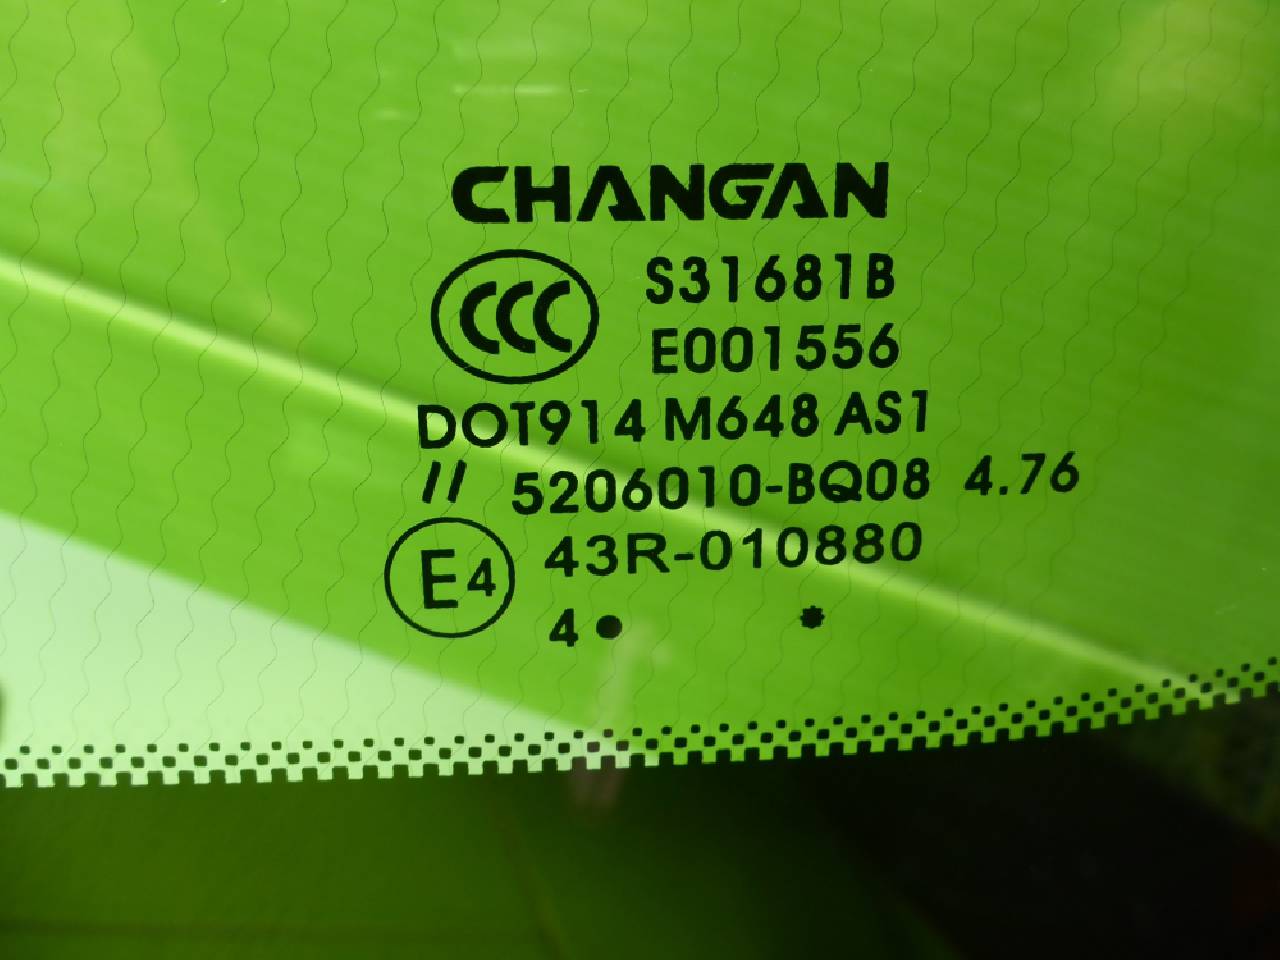 CHANGAN
CCC S31681B
E001556
DOT914 M648 AS1
// 5206010-BQ08 4.76
E4 43R-010880
4 ● *